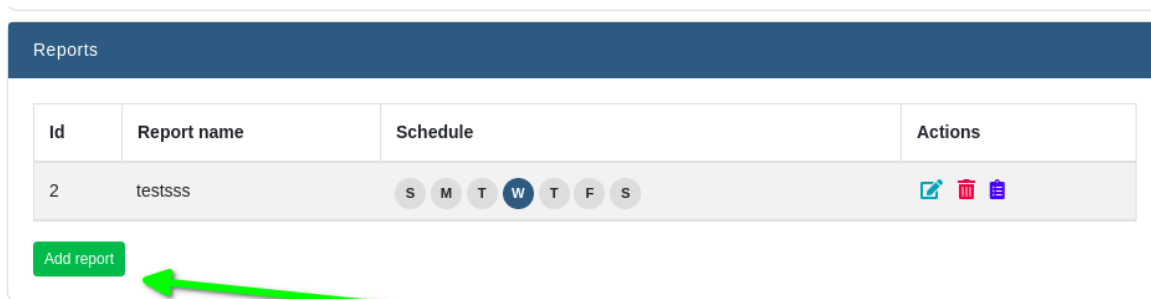 Reports
Id Report name Schedule Actions
2 testsss S M T W T F S
Add report